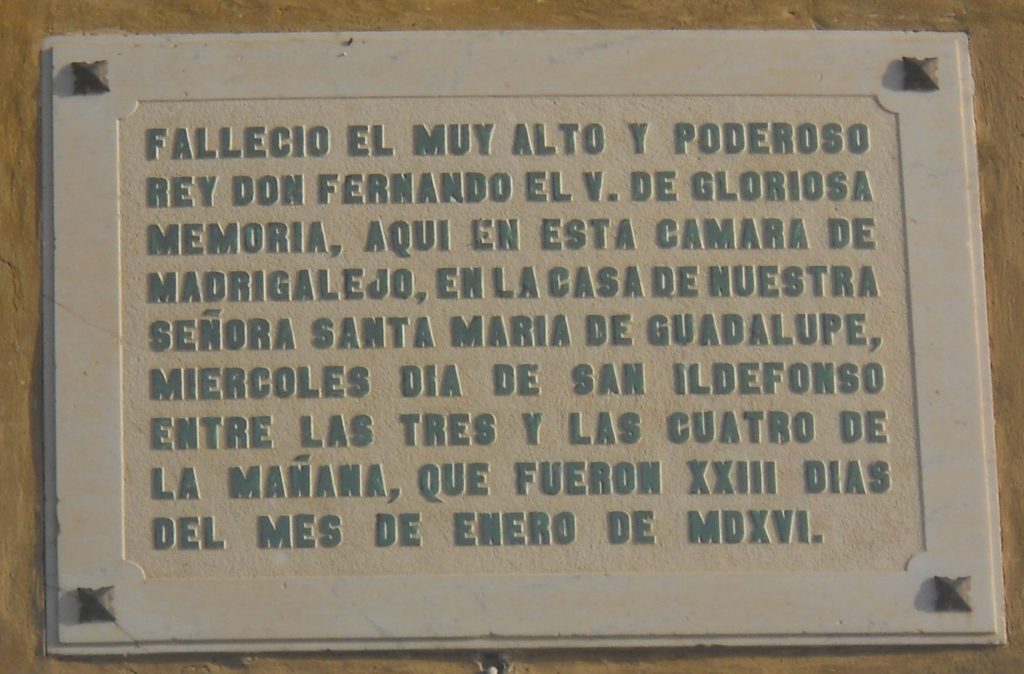 FALLECIO EL MUY ALTO Y PODEROSO
REY DON FERNANDO EL V. DE GLORIOSA
MEMORIA, AQUI EN ESTA CAMARA DE
MADRIGALEJO, EN LA CASA DE NUESTRA
SEÑORA SANTA MARIA DE GUADALUPE,
MIERCOLES DIA DE SAN ILDEFONSO
ENTRE LAS TRES Y LAS CUATRO DE
LA MAÑANA, QUE FUERON XXIII DIAS
DEL MES DE ENERO DE MDXVI.